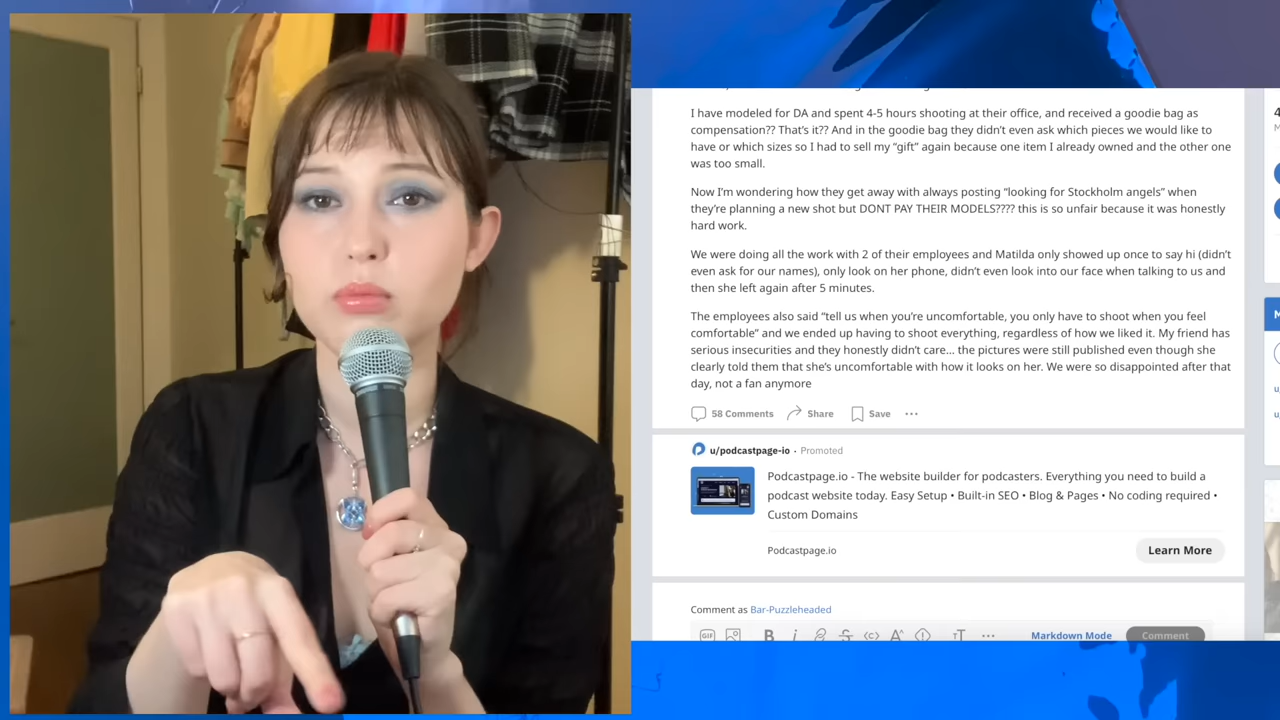 I have modeled for DA and spent 4-5 hours shooting at their office, and received a goodie bag as
compensation?? That's it?? And in the goodie bag they didn't even ask which pieces we would like to
have or which sizes so I had to sell my “gift” again because one item I already owned and the other one
was too small.
Now I'm wondering how they get away with always posting “looking for Stockholm angels” when
they're planning a new shot but DONT PAY THEIR MODELS???? this is so unfair because it was honestly
hard work.
We were doing all the work with 2 of their employees and Matilda only showed up once to say hi (didn't
even ask for our names), only look on her phone, didn't even look into our face when talking to us and
then she left again after 5 minutes.
The employees also said “tell us when you're uncomfortable, you only have to shoot when you feel
comfortable” and we ended up having to shoot everything, regardless of how we liked it. My friend has
serious insecurities and they honestly didn't care... the pictures were still published even though she
clearly told them that she's uncomfortable with how it looks on her. We were so disappointed after that
day, not a fan anymore
58 Comments Share Save •••
u/podcastpage-io • Promoted
Podcastpage.io - The website builder for podcasters. Everything you need to build a
podcast website today. Easy Setup • Built-in SEO • Blog & Pages • No coding required •
Custom Domains
Podcastpage.io Learn More
Comment as Bar-Puzzleheaded
GIF B i S <c> A T ••• Markdown Mode Comment